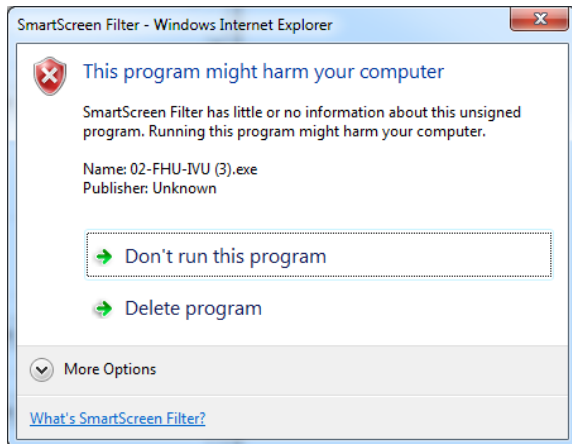 SmartScreen Filter - Windows Internet Explorer
This program might harm your computer
SmartScreen Filter has little or no information about this unsigned
program. Running this program might harm your computer.
Name: 02-FHU-IVU (3).exe
Publisher: Unknown
Don't run this program
Delete program
More Options
What's SmartScreen Filter?